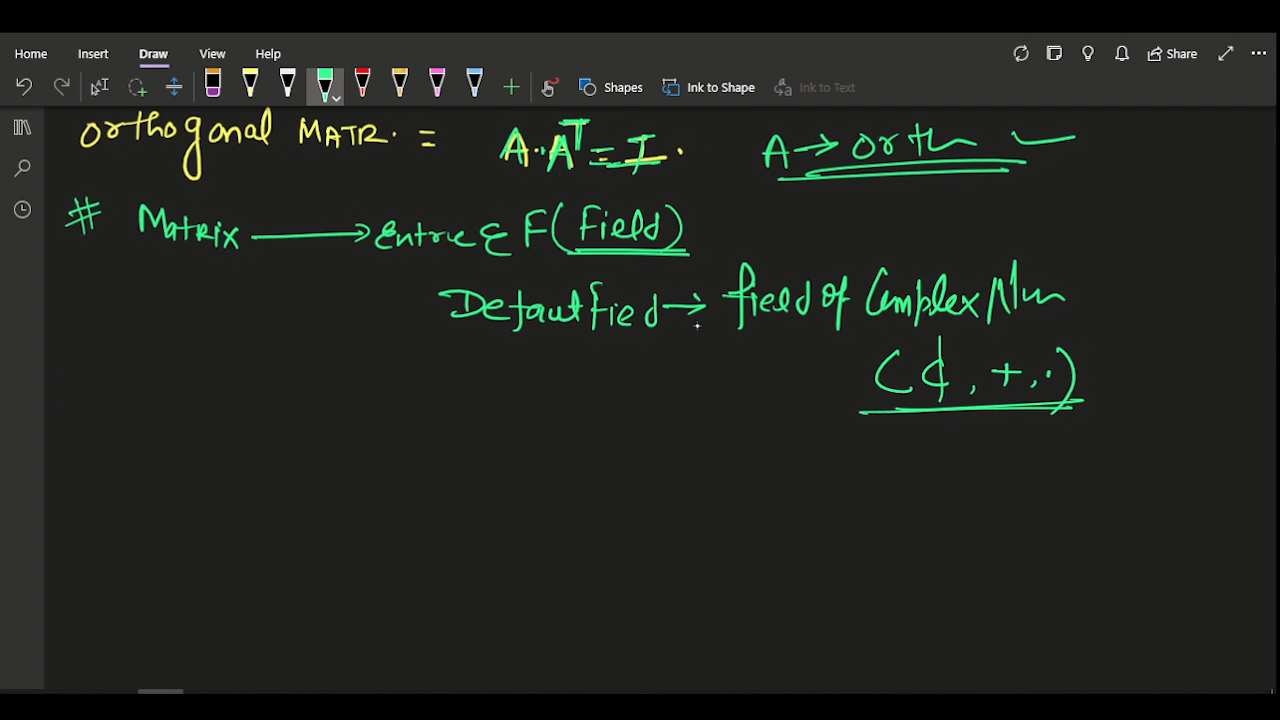 Home Insert Draw View Help Share
Shapes Ink to Shape Ink to Text
Orthogonal MATR. = A·Aᵀ = I. A → orth
# Matrix → Entrie ∈ F (field)
Defaut fied → field of Complex Num
(ℂ, +, ·)